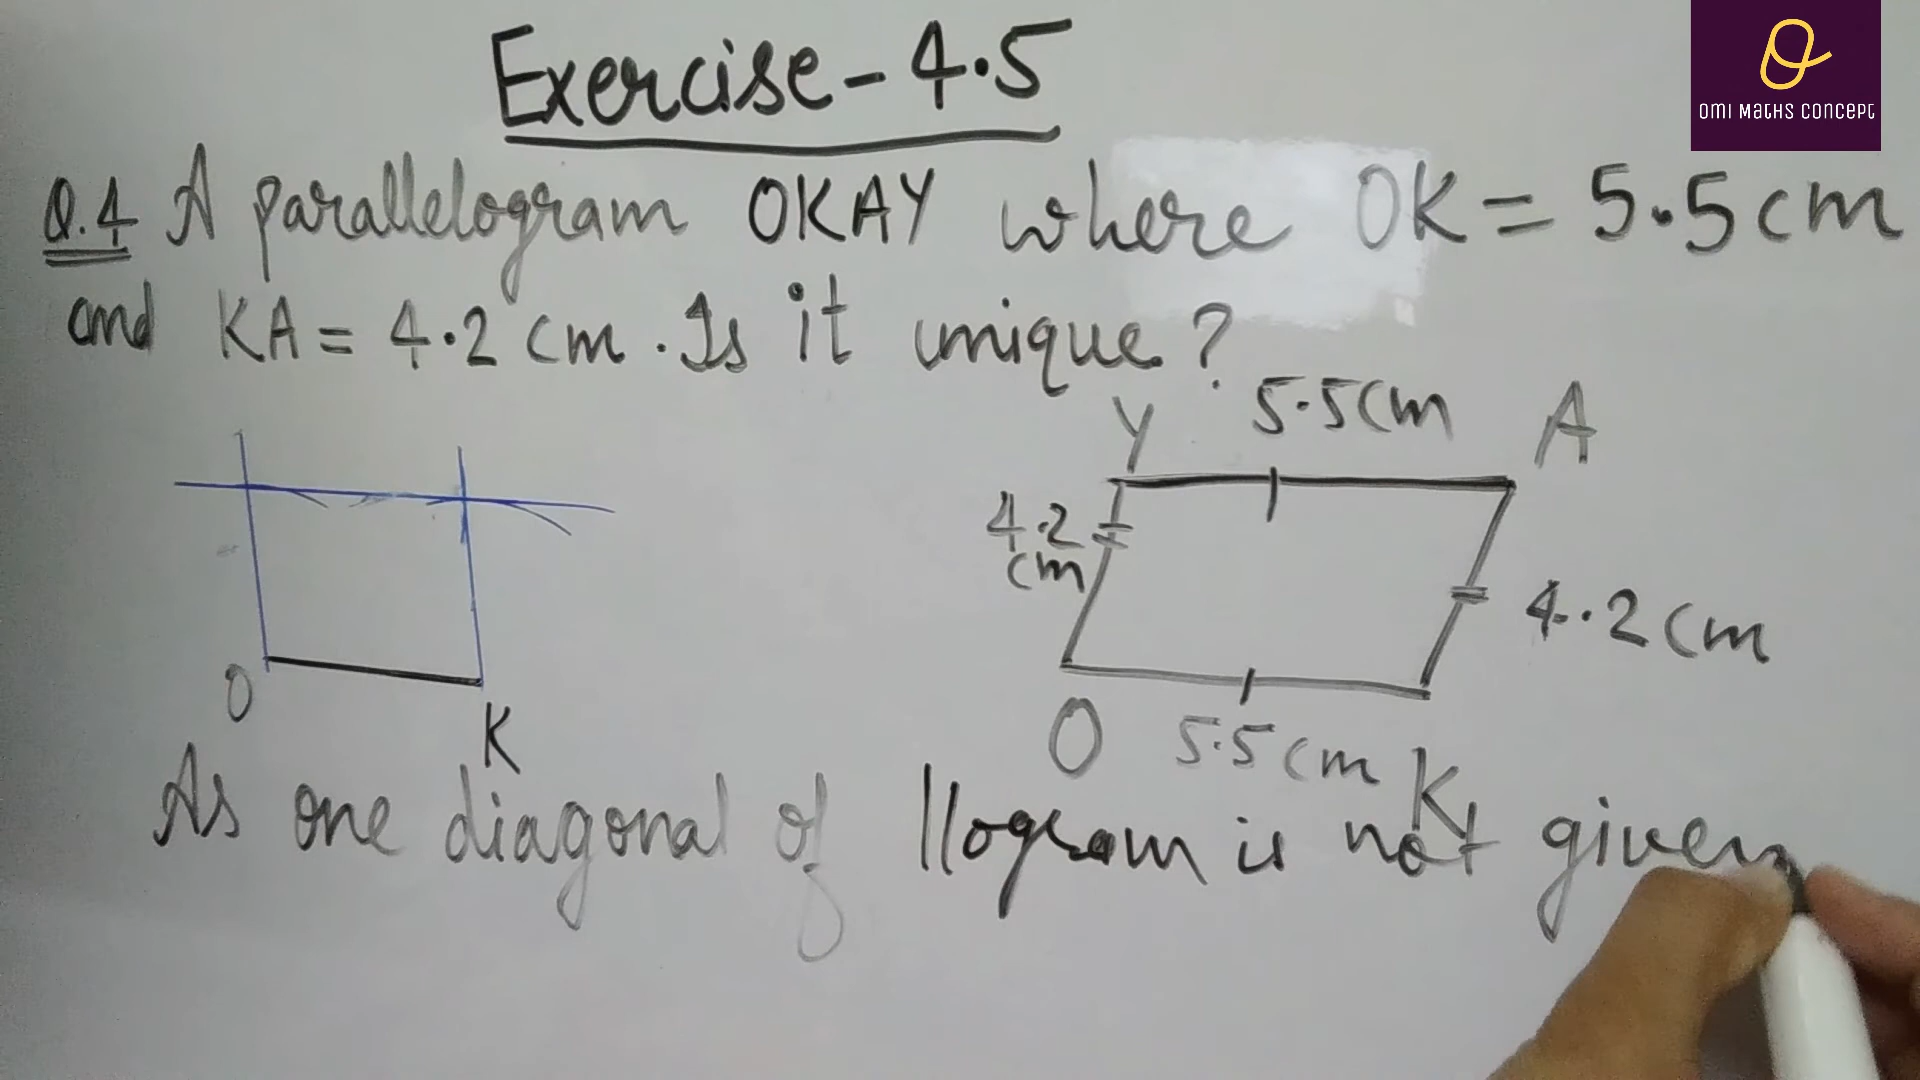 Exercise - 4.5
OMI MATHS CONCEPT
Q.4 A parallelogram OKAY where OK = 5.5 cm
and KA = 4.2 cm. Is it unique?
Y 5.5cm A
4.2
cm
4.2 cm
O
K
O 5.5 cm K
As one diagonal of llogram is not given